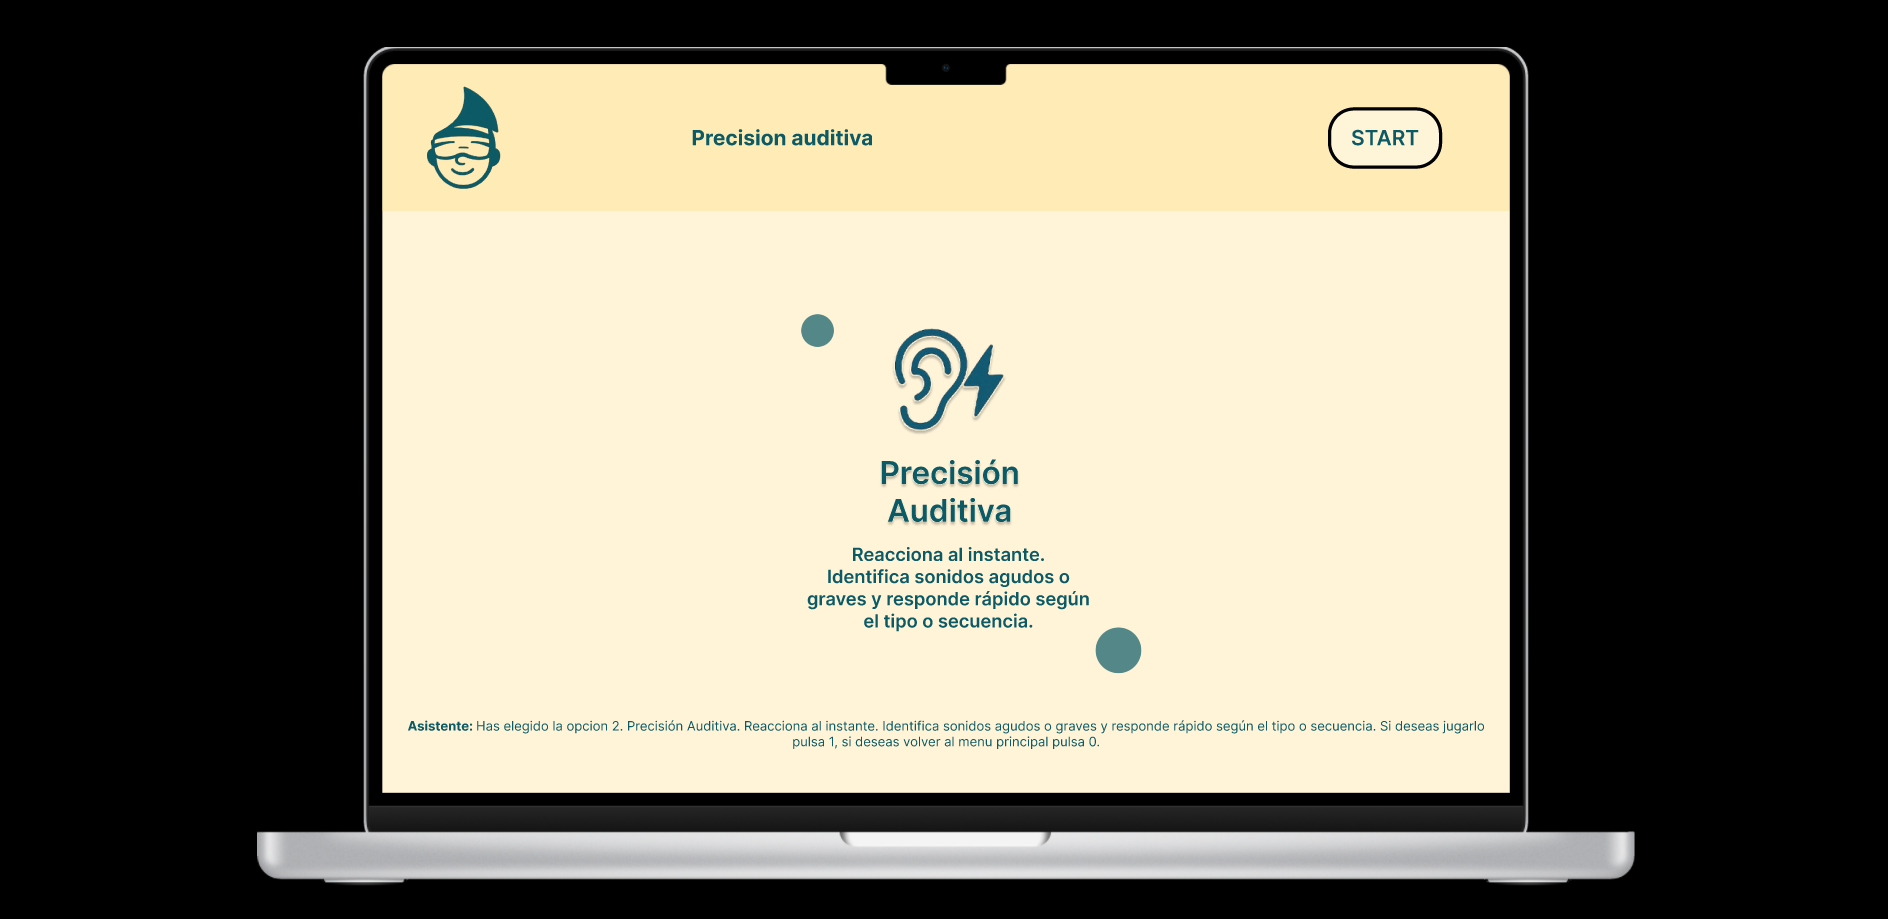 Precision auditiva
START
Precisión
Auditiva
Reacciona al instante.
Identifica sonidos agudos o
graves y responde rápido según
el tipo o secuencia.
Asistente: Has elegido la opcion 2. Precisión Auditiva. Reacciona al instante. Identifica sonidos agudos o graves y responde rápido según el tipo o secuencia. Si deseas jugarlo
pulsa 1, si deseas volver al menu principal pulsa 0.